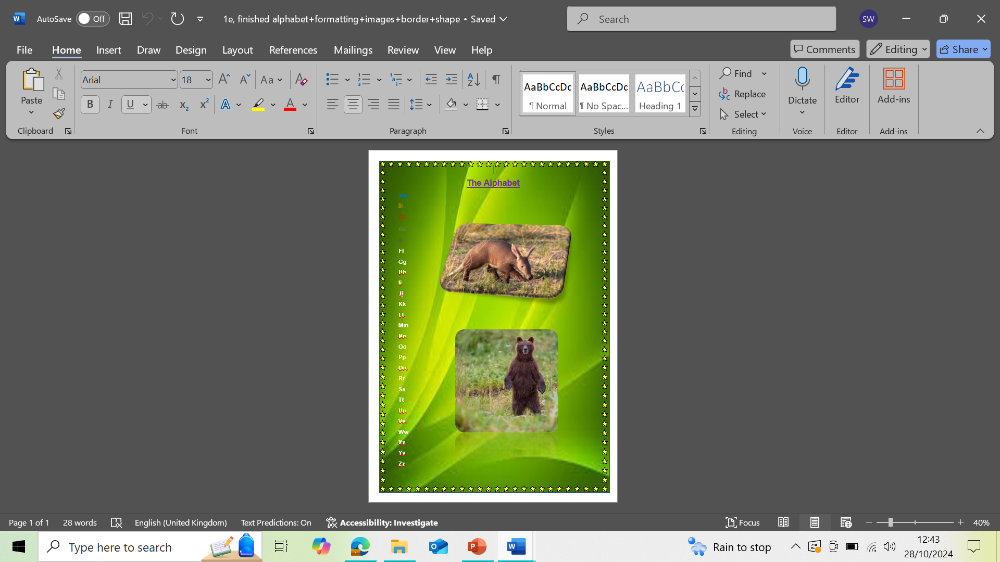 AutoSave Off 1e, finished alphabet+formatting+images+border+shape • Saved Search SW
File Home Insert Draw Design Layout References Mailings Review View Help Comments Editing Share
Paste
Clipboard
Arial 18 Aa
B I U ab x2 x2 A A
Font
Paragraph
AaBbCcDc AaBbCcDc AaBbCc
¶ Normal ¶ No Spac... Heading 1
Styles
Find
Replace
Select
Editing
Dictate
Voice
Editor
Editor
Add-ins
Add-ins
The Alphabet
Bb
Ff
Gg
Hh
Ii
Jj
Kk
Ll
Mm
Nn
Oo
Pp
Qq
Rr
Ss
Tt
Uu
Vv
Ww
Xx
Yy
Zz
Page 1 of 1 28 words English (United Kingdom) Text Predictions: On Accessibility: Investigate Focus 40%
Type here to search Rain to stop 12:43
28/10/2024